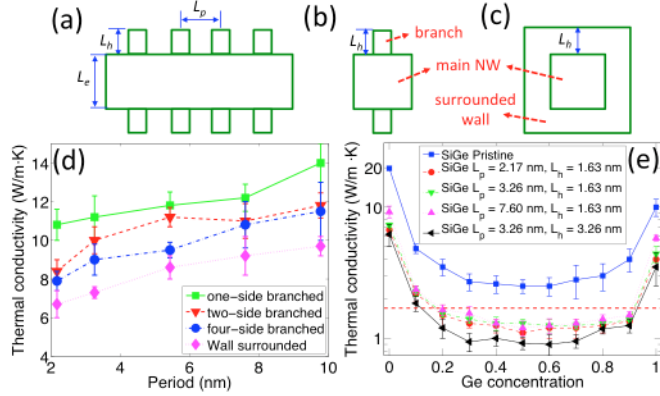 (a)
L_p
L_h
L_e
(b)
L_h
branch
main NW
surrounded
wall
(c)
L_h
(d)
Thermal conductivity (W/m·K)
14
12
10
8
6
4
2
4
6
8
10
Period (nm)
one-side branched
two-side branched
four-side branched
Wall surrounded
(e)
Thermal conductivity (W/m·K)
20
10
1
0
0.2
0.4
0.6
0.8
1
Ge concentration
SiGe Pristine
SiGe L_p = 2.17 nm, L_h = 1.63 nm
SiGe L_p = 3.26 nm, L_h = 1.63 nm
SiGe L_p = 7.60 nm, L_h = 1.63 nm
SiGe L_p = 3.26 nm, L_h = 3.26 nm